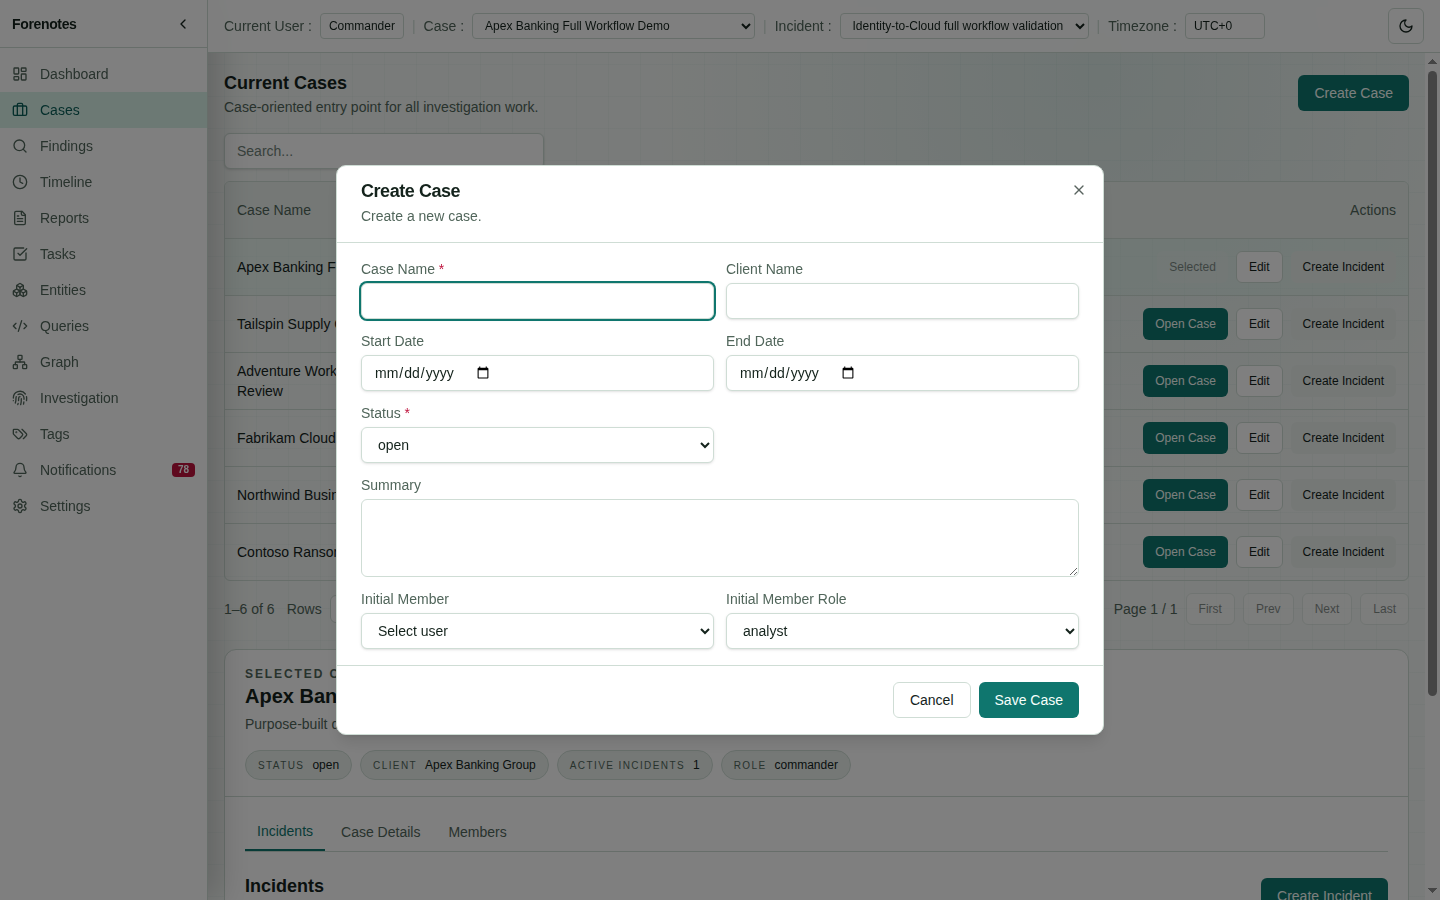 Forenotes
Current User :
Commander
Case :
Apex Banking Full Workflow Demo
Incident :
Identity-to-Cloud full workflow validation
Timezone :
UTC+0
Dashboard
Cases
Findings
Timeline
Reports
Tasks
Entities
Queries
Graph
Investigation
Tags
Notifications
78
Settings
Current Cases
Case-oriented entry point for all investigation work.
Create Case
Search...
Case Name
Actions
Apex Banking F
Selected
Edit
Create Incident
Tailspin Supply
Open Case
Edit
Create Incident
Adventure Work
Review
Open Case
Edit
Create Incident
Fabrikam Cloud
Open Case
Edit
Create Incident
Northwind Busin
Open Case
Edit
Create Incident
Contoso Ransom
Open Case
Edit
Create Incident
1–6 of 6
Rows
Page 1 / 1
First
Prev
Next
Last
Create Case
Create a new case.
Case Name *
Client Name
Start Date
End Date
mm/dd/yyyy
mm/dd/yyyy
Status *
open
Summary
Initial Member
Initial Member Role
Select user
analyst
Cancel
Save Case
SELECTED C
Apex Ban
Purpose-built
STATUS open
CLIENT Apex Banking Group
ACTIVE INCIDENTS 1
ROLE commander
Incidents
Case Details
Members
Incidents
Create Incident